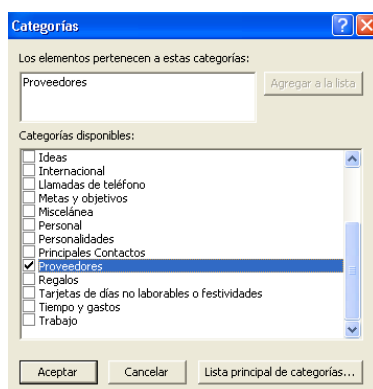 Categorías
Los elementos pertenecen a estas categorías:
Proveedores
Agregar a la lista
Categorías disponibles:
Ideas
Internacional
Llamadas de teléfono
Metas y objetivos
Miscelánea
Personal
Personalidades
Principales Contactos
Proveedores
Regalos
Tarjetas de días no laborables o festividades
Tiempo y gastos
Trabajo
Aceptar
Cancelar
Lista principal de categorías...